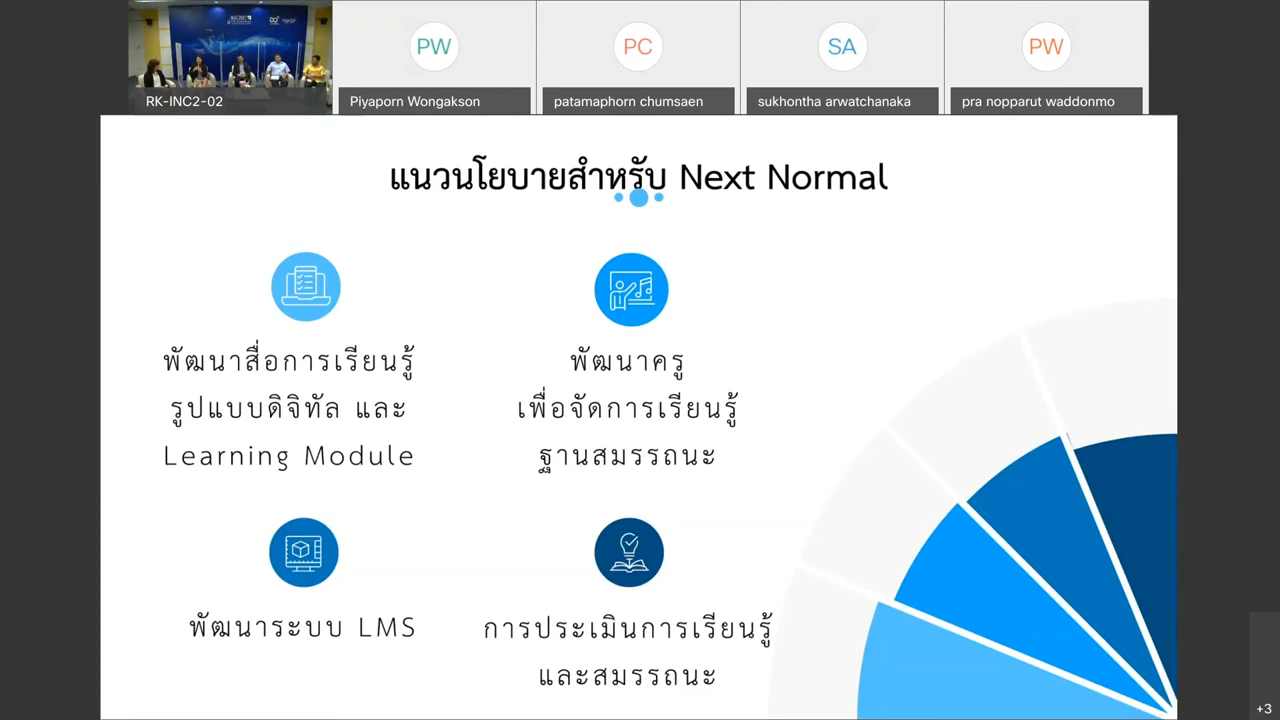 PW
PC
SA
PW
RK-INC2-02
Piyaporn Wongakson
patamaphorn chumsaen
sukhontha arwatchanaka
pra nopparut waddonmo
แนวนโยบายสำหรับ Next Normal
พัฒนาสื่อการเรียนรู้
รูปแบบดิจิทัล และ
Learning Module
พัฒนาครู
เพื่อจัดการเรียนรู้
ฐานสมรรถนะ
พัฒนาระบบ LMS
การประเมินการเรียนรู้
และสมรรถนะ
+3